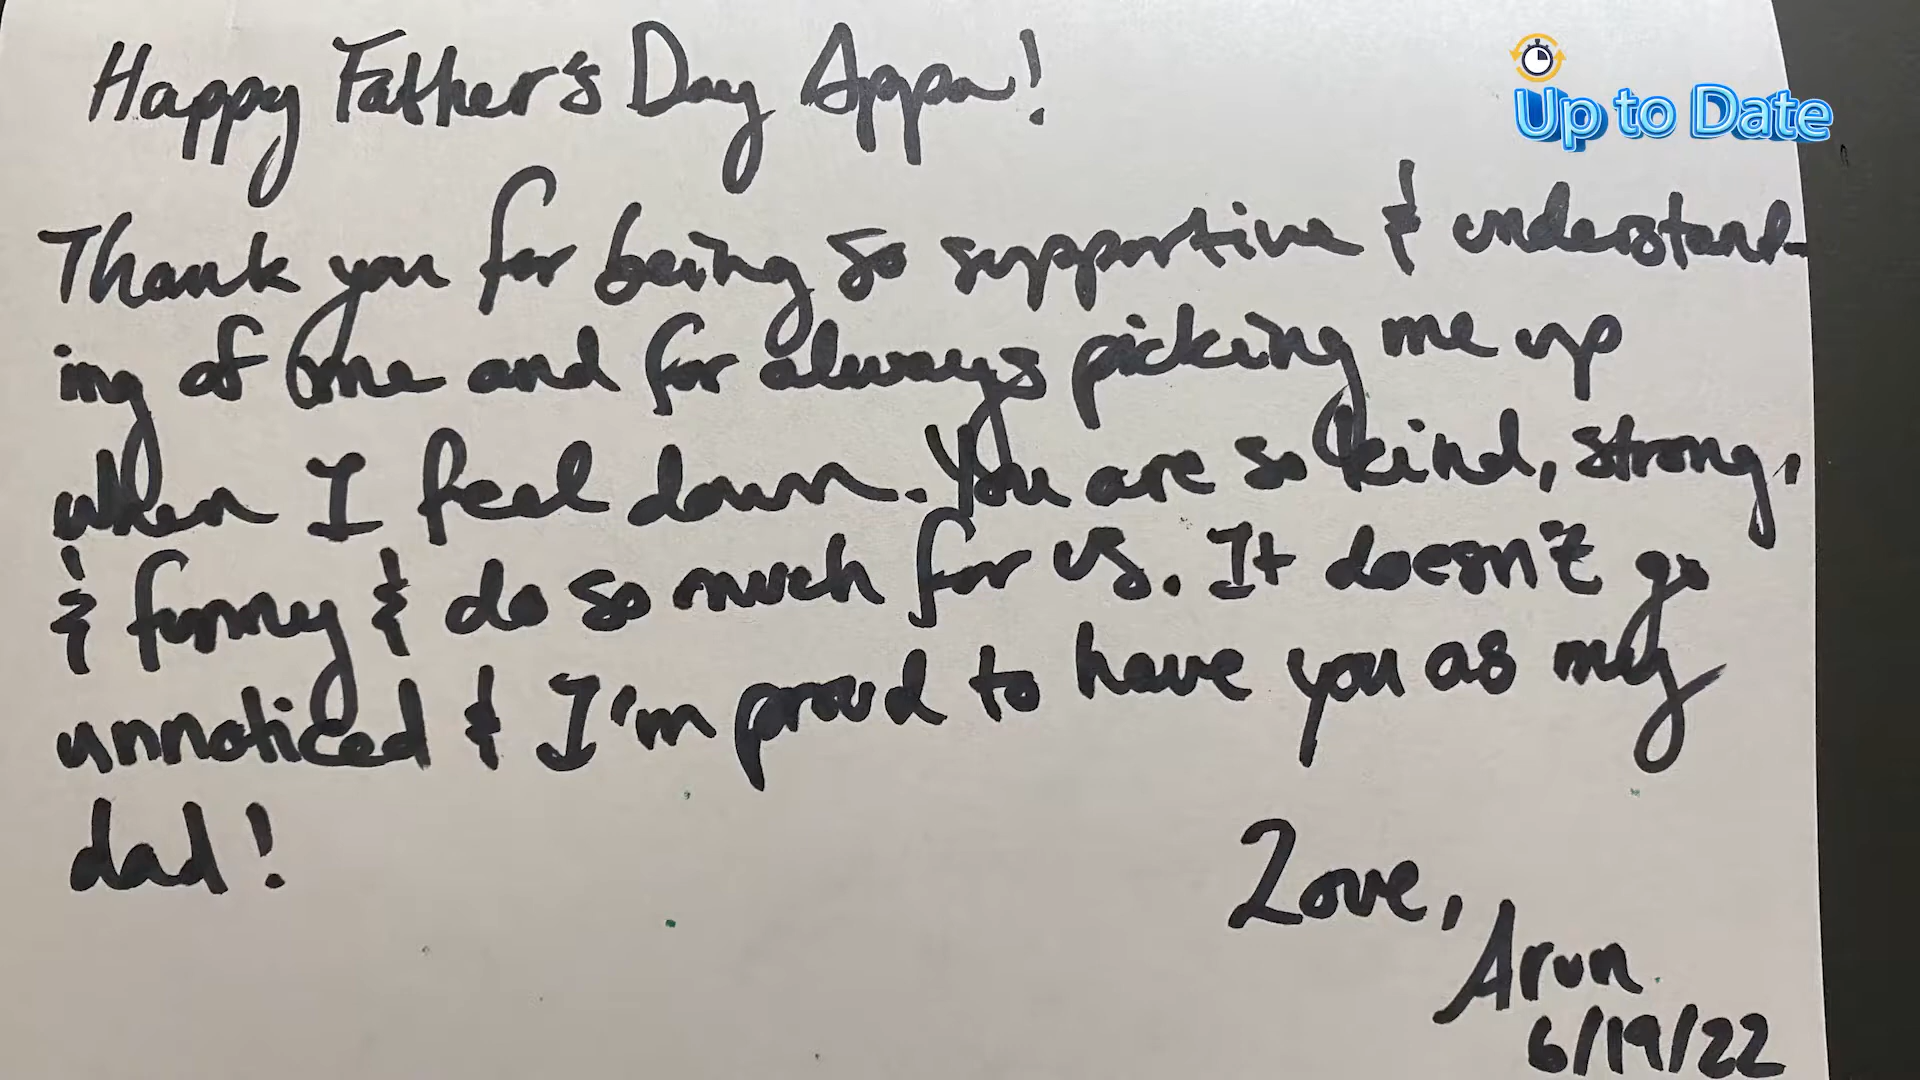 Happy Father's Day Appa!
Up to Date
Thank you for being so supportive & understand-
ing of me and for always picking me up
when I feel down. You are so kind, strong,
& funny & do so much for us. It doesn't go
unnoticed & I'm proud to have you as my
dad!
Love,
Arun
6/19/22